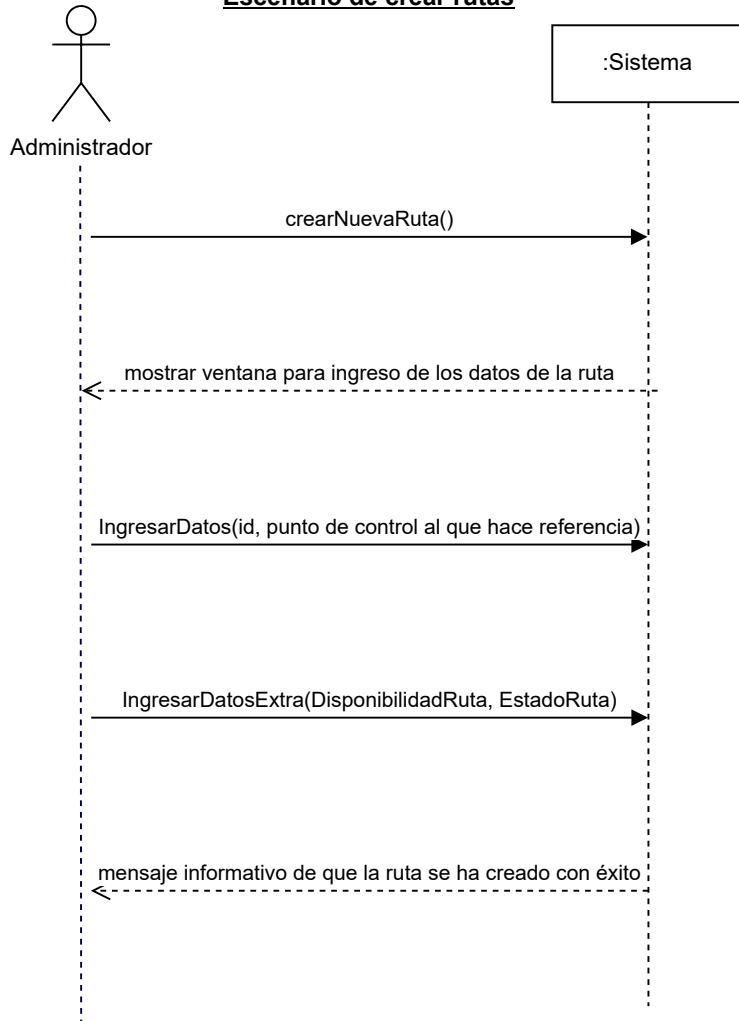 Escenario de crear rutas
:Sistema
Administrador
crearNuevaRuta()
mostrar ventana para ingreso de los datos de la ruta
IngresarDatos(id, punto de control al que hace referencia)
IngresarDatosExtra(DisponibilidadRuta, EstadoRuta)
mensaje informativo de que la ruta se ha creado con éxito